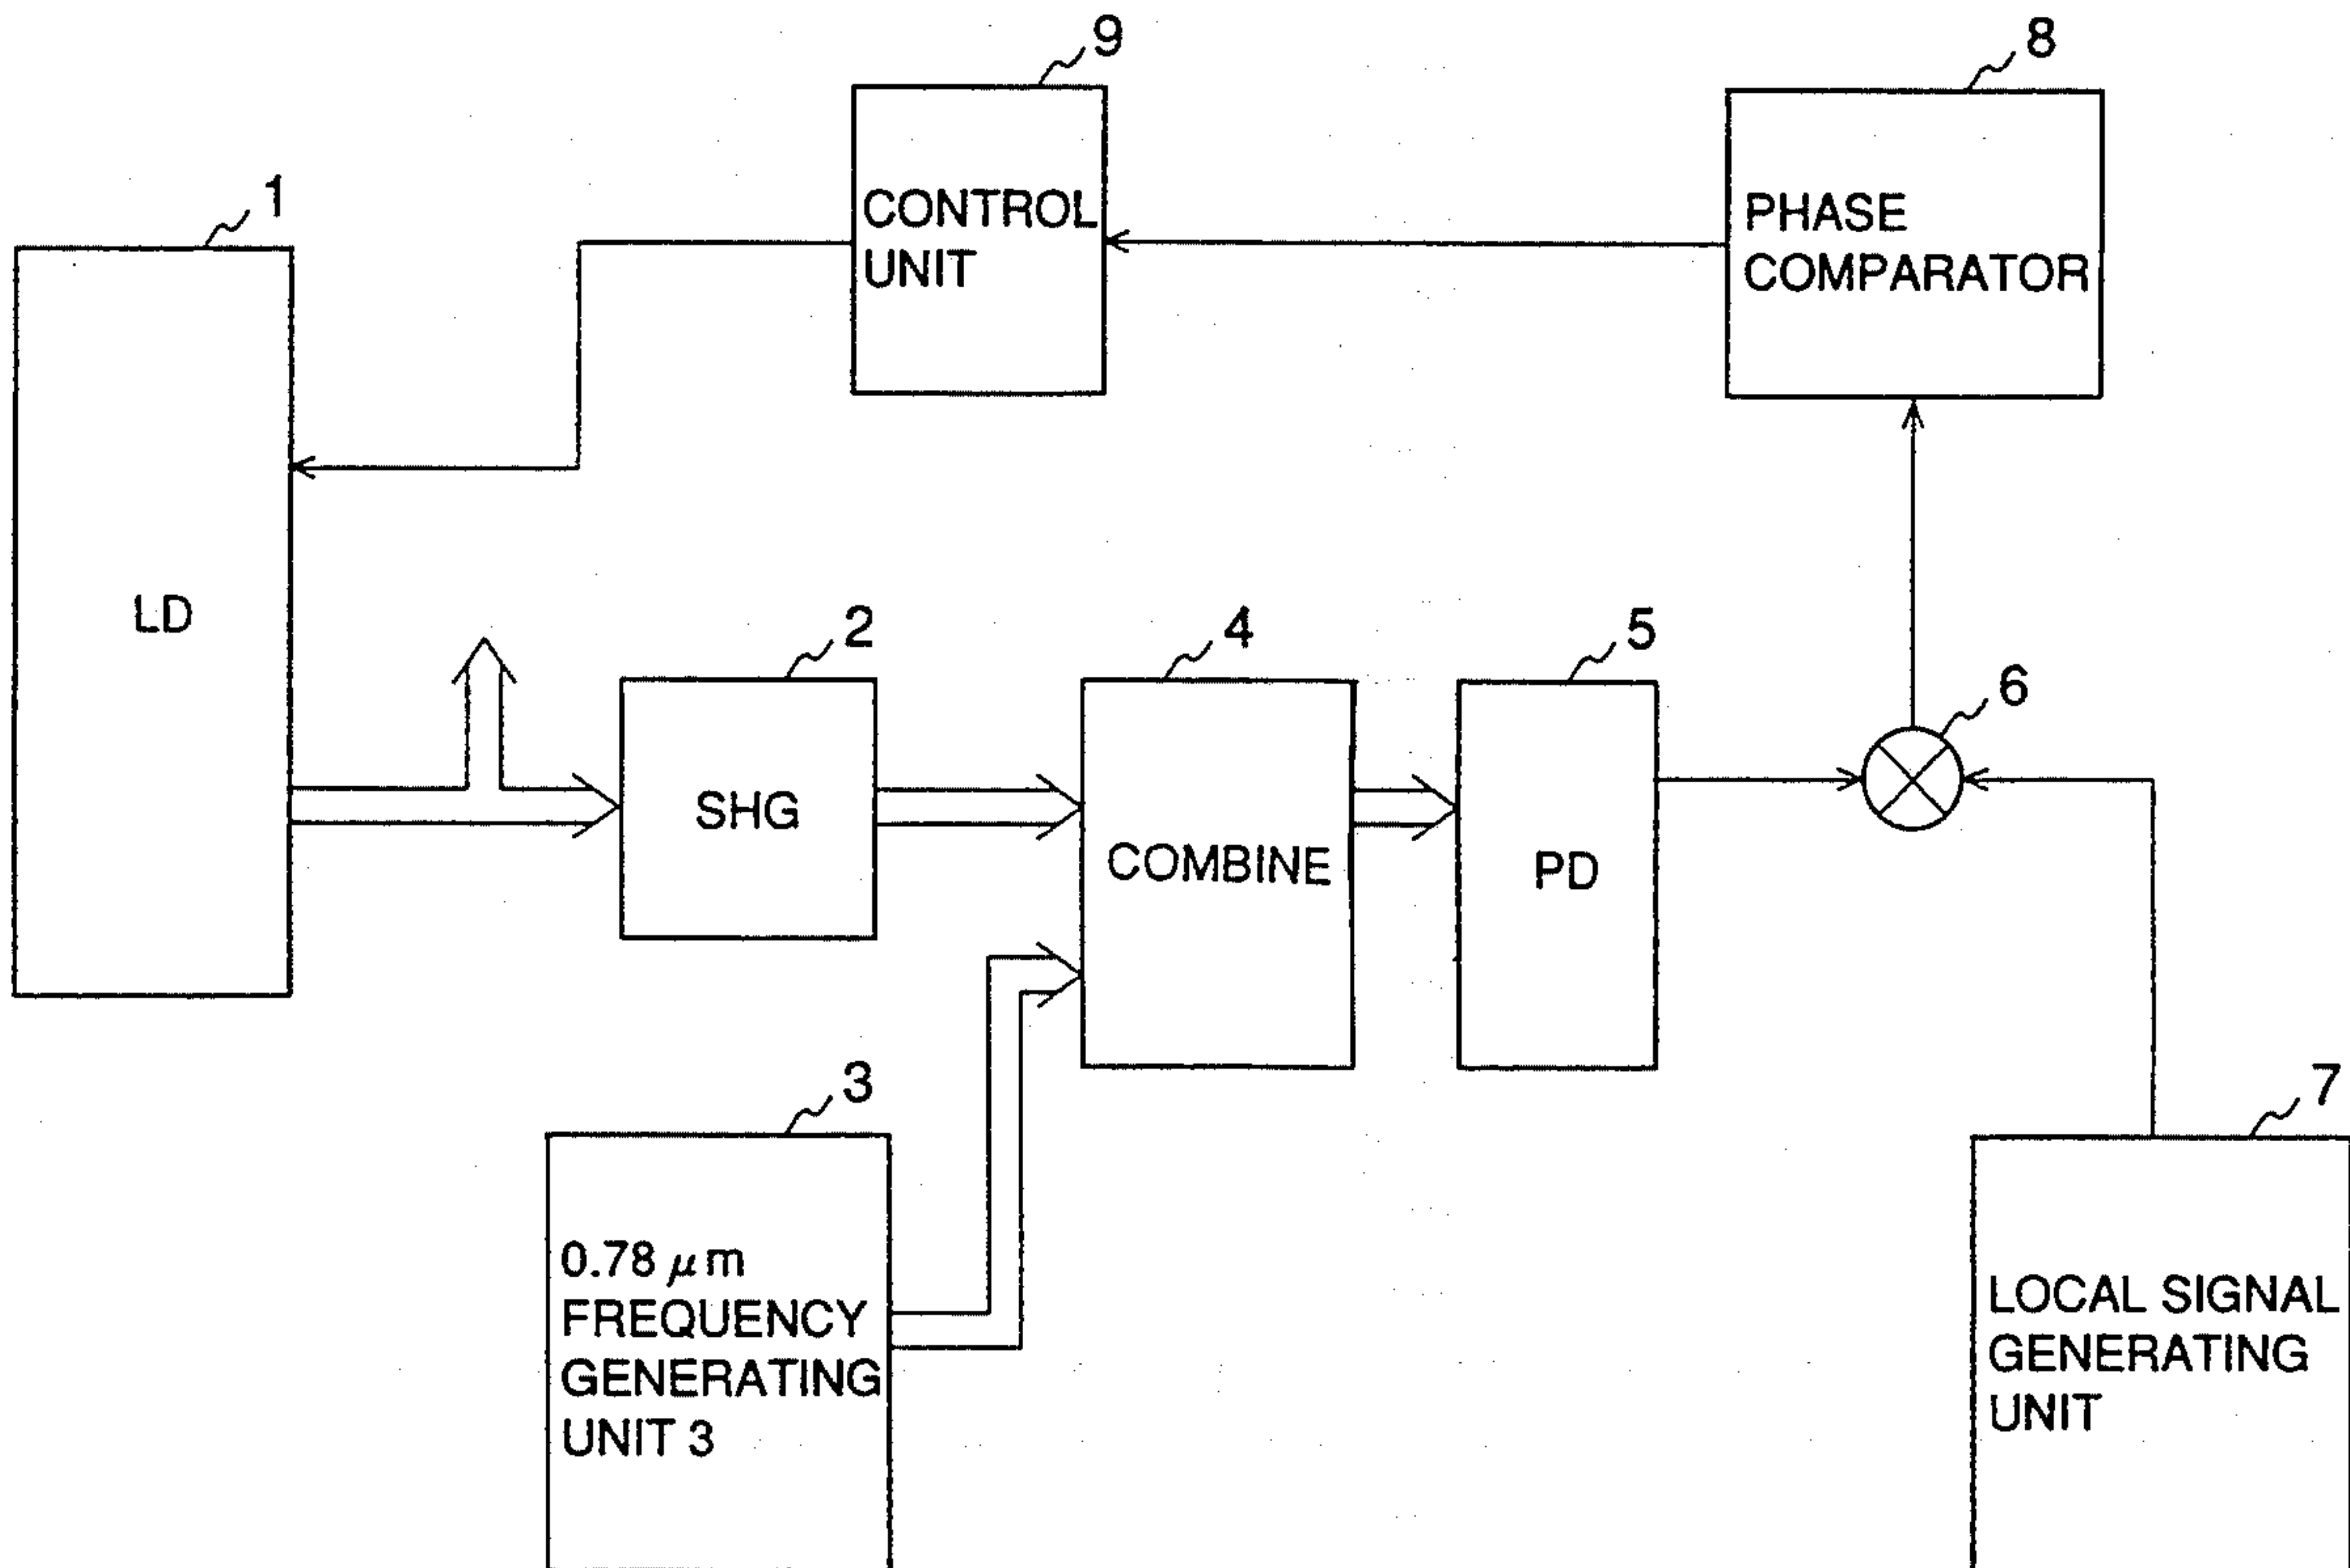 9
8
1
CONTROL
UNIT
PHASE
COMPARATOR
LD
2
4
5
6
SHG
COMBINE
PD
3
7
0.78 μm
FREQUENCY
GENERATING
UNIT 3
LOCAL SIGNAL
GENERATING
UNIT